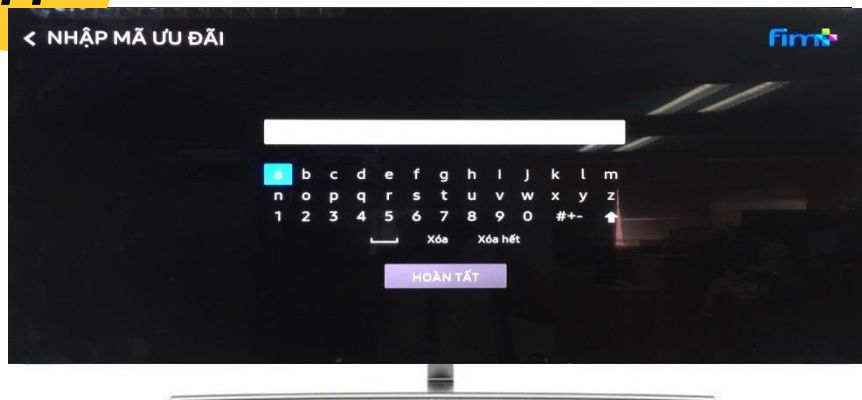 < NHẬP MÃ ƯU ĐÃI
Fim+
a b c d e f g h i j k l m
n o p q r s t u v w x y z
1 2 3 4 5 6 7 8 9 0 #+-
Xóa Xóa hết
HOÀN TẤT